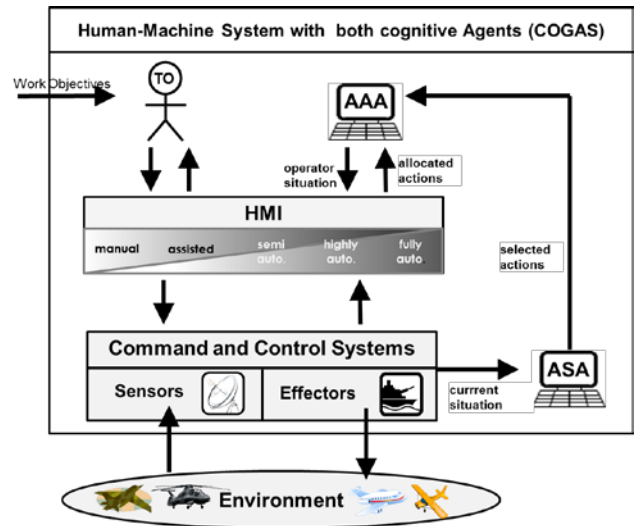 Human-Machine System with both cognitive Agents (COGAS)
Work Objectives
TO
AAA
operator
situation
allocated
actions
HMI
manual
assisted
semi
auto.
highly
auto.
fully
auto.
selected
actions
Command and Control Systems
Sensors
Effectors
ASA
currrent
situation
Environment